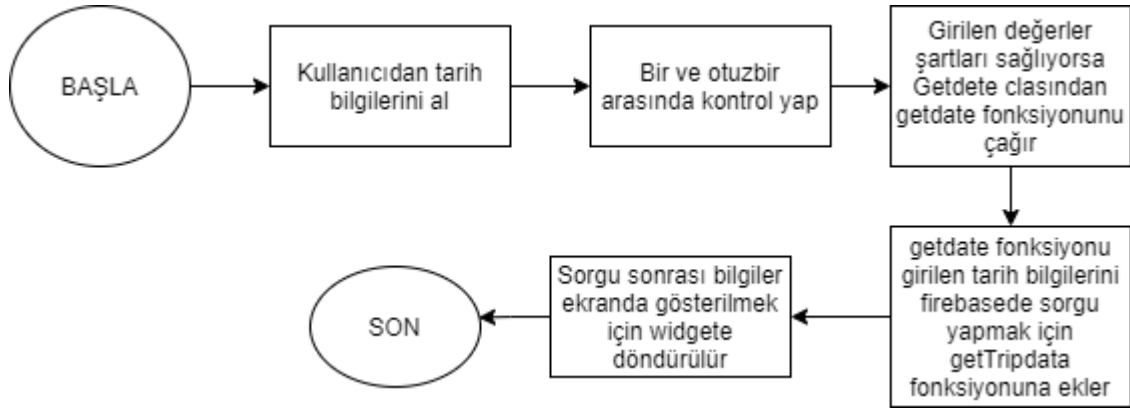 BAŞLA
Kullanıcıdan tarih
bilgilerini al
Bir ve otuzbir
arasında kontrol yap
Girilen değerler
şartları sağlıyorsa
Getdete clasından
getdate fonksiyonunu
çağır
getdate fonksiyonu
girilen tarih bilgilerini
firebasede sorgu
yapmak için
getTripdata
fonksiyonuna ekler
Sorgu sonrası bilgiler
ekranda gösterilmek
için widgete
döndürülür
SON